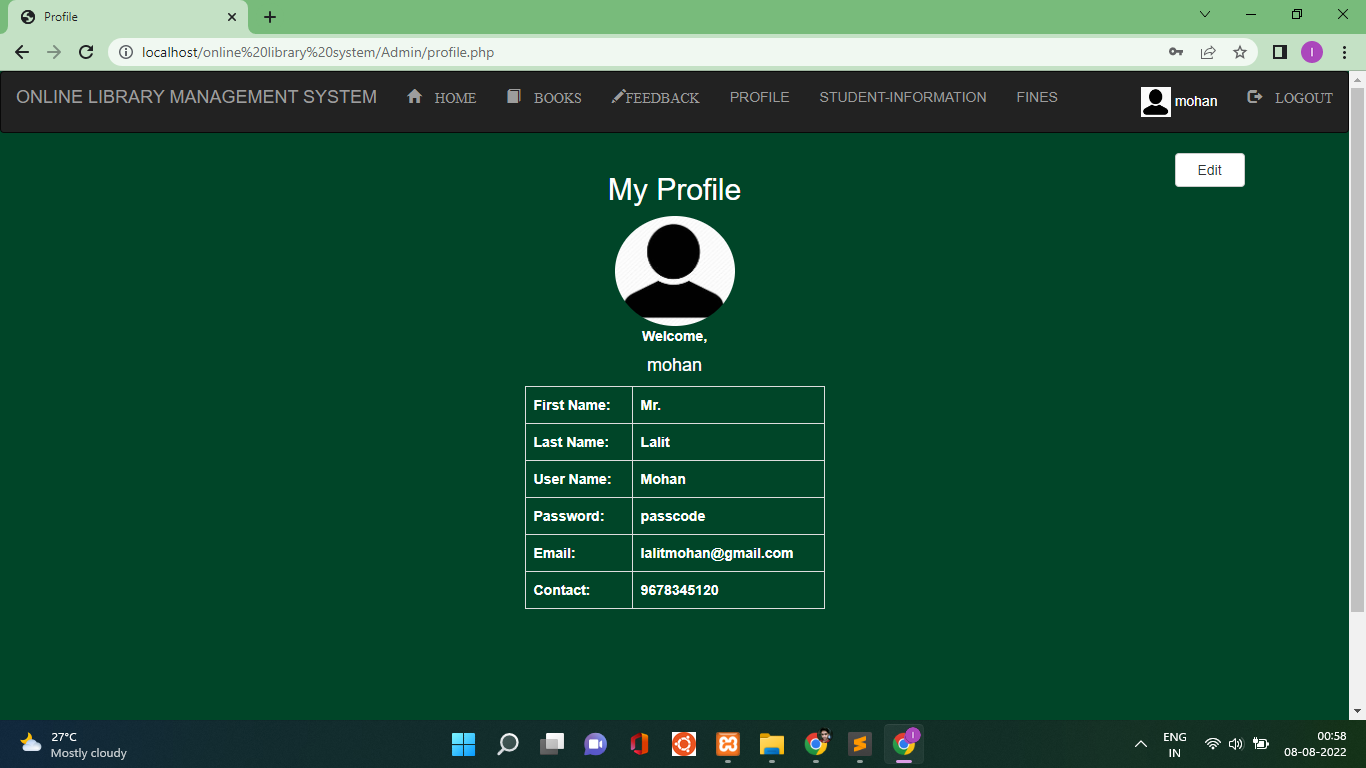 Profile
localhost/online%20library%20system/Admin/profile.php
I
ONLINE LIBRARY MANAGEMENT SYSTEM HOME BOOKS FEEDBACK PROFILE STUDENT-INFORMATION FINES mohan LOGOUT
Edit
My Profile
Welcome,
mohan
First Name: Mr.
Last Name: Lalit
User Name: Mohan
Password: passcode
Email: lalitmohan@gmail.com
Contact: 9678345120
27°C
Mostly cloudy
I
ENG
IN
00:58
08-08-2022